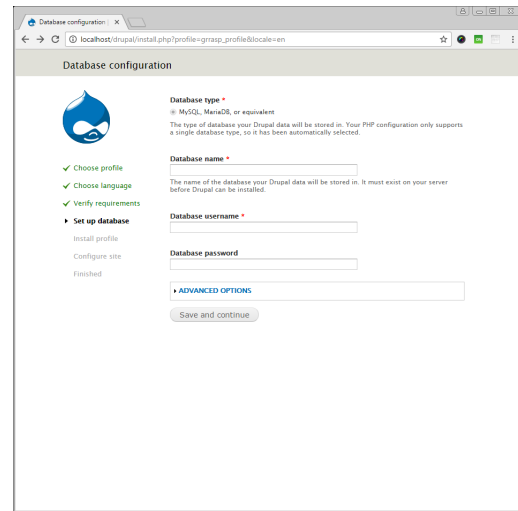 Database configuration |
localhost/drupal/install.php?profile=grrasp_profile&locale=en
Database configuration
Database type *
MySQL, MariaDB, or equivalent
The type of database your Drupal data will be stored in. Your PHP configuration only supports
a single database type, so it has been automatically selected.
Choose profile
Choose language
Verify requirements
Set up database
Install profile
Configure site
Finished
Database name *
The name of the database your Drupal data will be stored in. It must exist on your server
before Drupal can be installed.
Database username *
Database password
ADVANCED OPTIONS
Save and continue